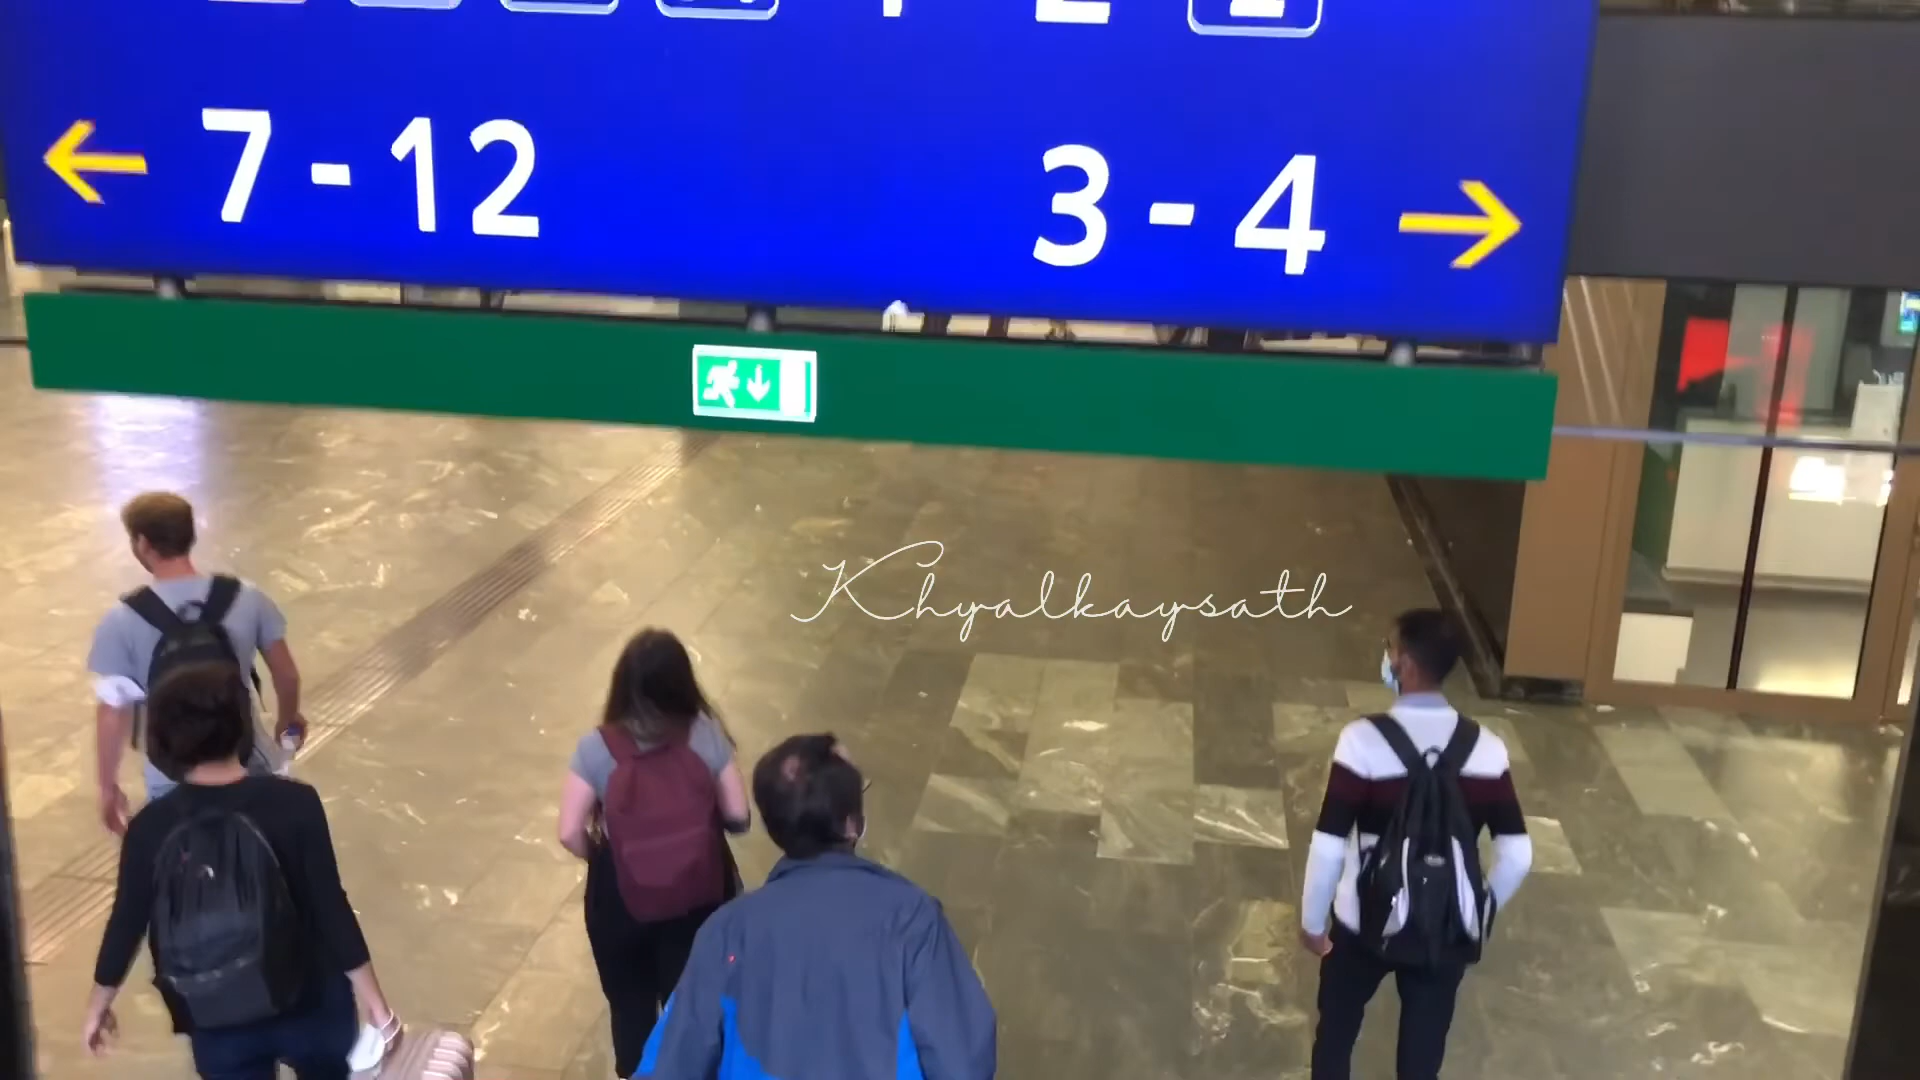 ← 7 - 12 3 - 4 →
Khyalkaysath